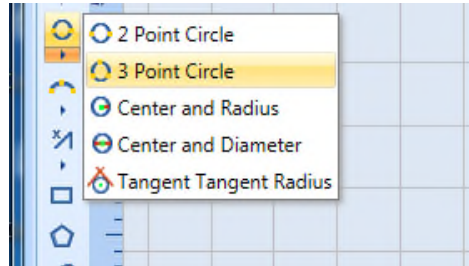 2 Point Circle
3 Point Circle
Center and Radius
Center and Diameter
Tangent Tangent Radius